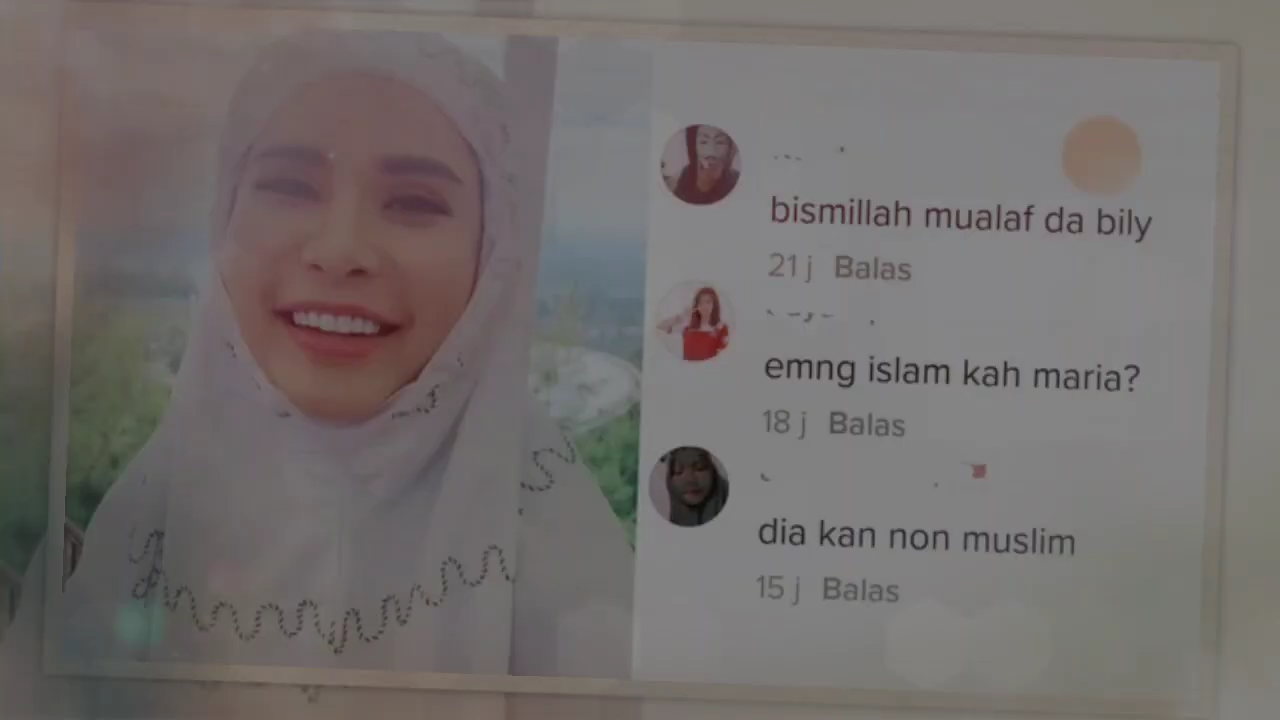 bismillah mualaf da bily
21 j Balas
emng islam kah maria?
18 j Balas
dia kan non muslim
15 j Balas